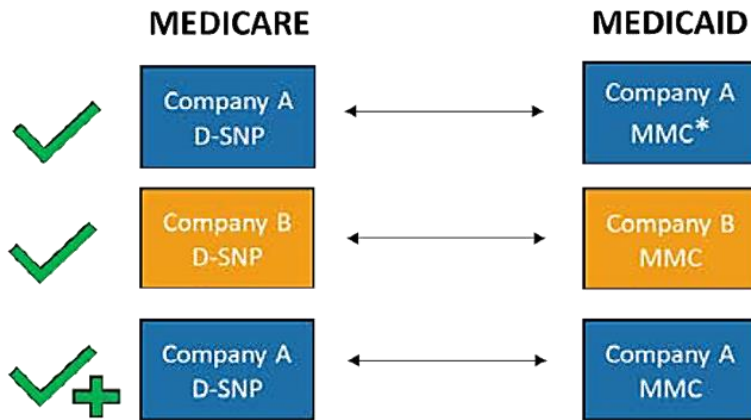 MEDICARE MEDICAID
Company A
D-SNP
Company A
MMC*
Company B
D-SNP
Company B
MMC
Company A
D-SNP
Company A
MMC